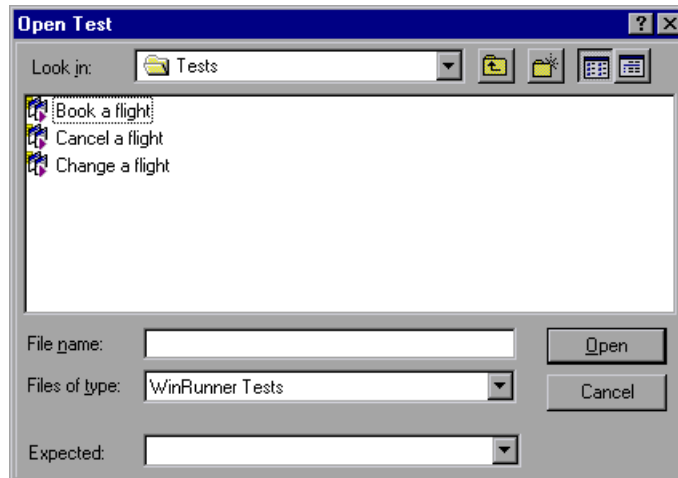 Open Test
Look in: Tests
Book a flight
Cancel a flight
Change a flight
File name: Open
Files of type: WinRunner Tests Cancel
Expected: